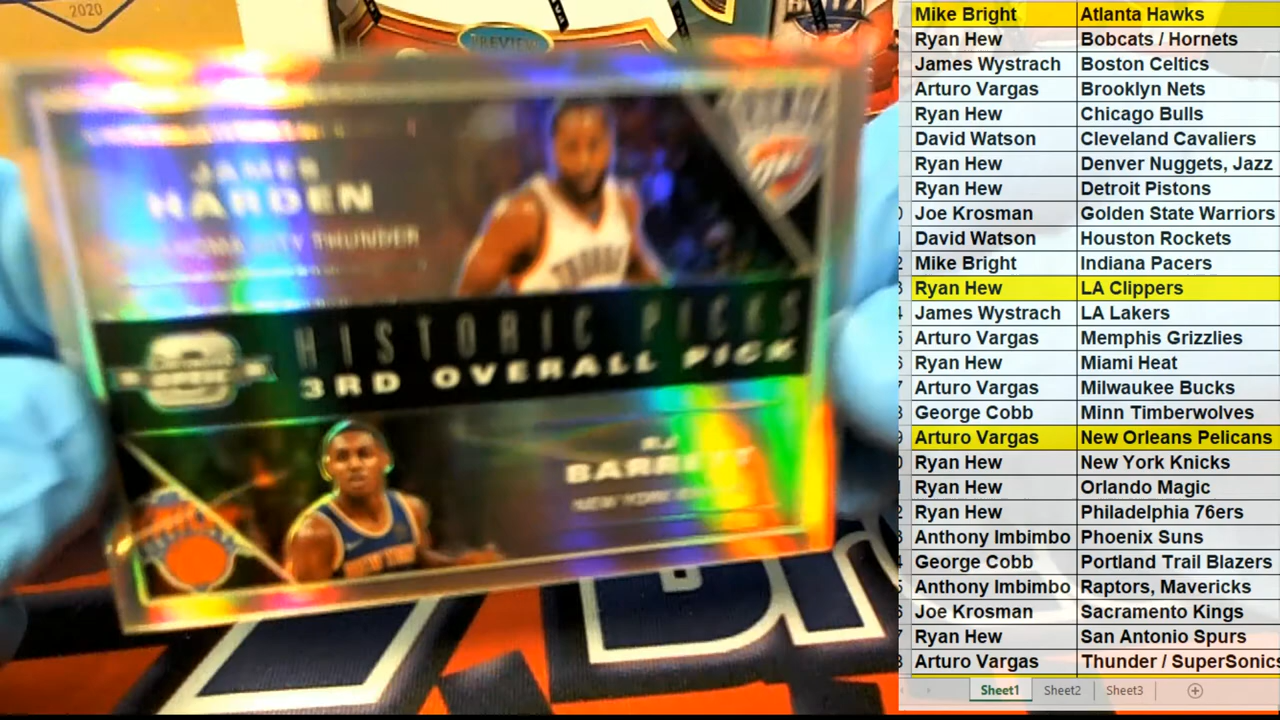 2020
PREVIEW
JAMES
HARDEN
OKLAHOMA CITY THUNDER
HISTORIC PICKS
3RD OVERALL PICK
RJ
BARRETT
NEW YORK
Mike Bright Atlanta Hawks
Ryan Hew Bobcats / Hornets
James Wystrach Boston Celtics
Arturo Vargas Brooklyn Nets
Ryan Hew Chicago Bulls
David Watson Cleveland Cavaliers
Ryan Hew Denver Nuggets, Jazz
Ryan Hew Detroit Pistons
Joe Krosman Golden State Warriors
David Watson Houston Rockets
Mike Bright Indiana Pacers
Ryan Hew LA Clippers
James Wystrach LA Lakers
Arturo Vargas Memphis Grizzlies
Ryan Hew Miami Heat
Arturo Vargas Milwaukee Bucks
George Cobb Minn Timberwolves
Arturo Vargas New Orleans Pelicans
Ryan Hew New York Knicks
Ryan Hew Orlando Magic
Ryan Hew Philadelphia 76ers
Anthony Imbimbo Phoenix Suns
George Cobb Portland Trail Blazers
Anthony Imbimbo Raptors, Mavericks
Joe Krosman Sacramento Kings
Ryan Hew San Antonio Spurs
Arturo Vargas Thunder / SuperSonics
Sheet1 Sheet2 Sheet3